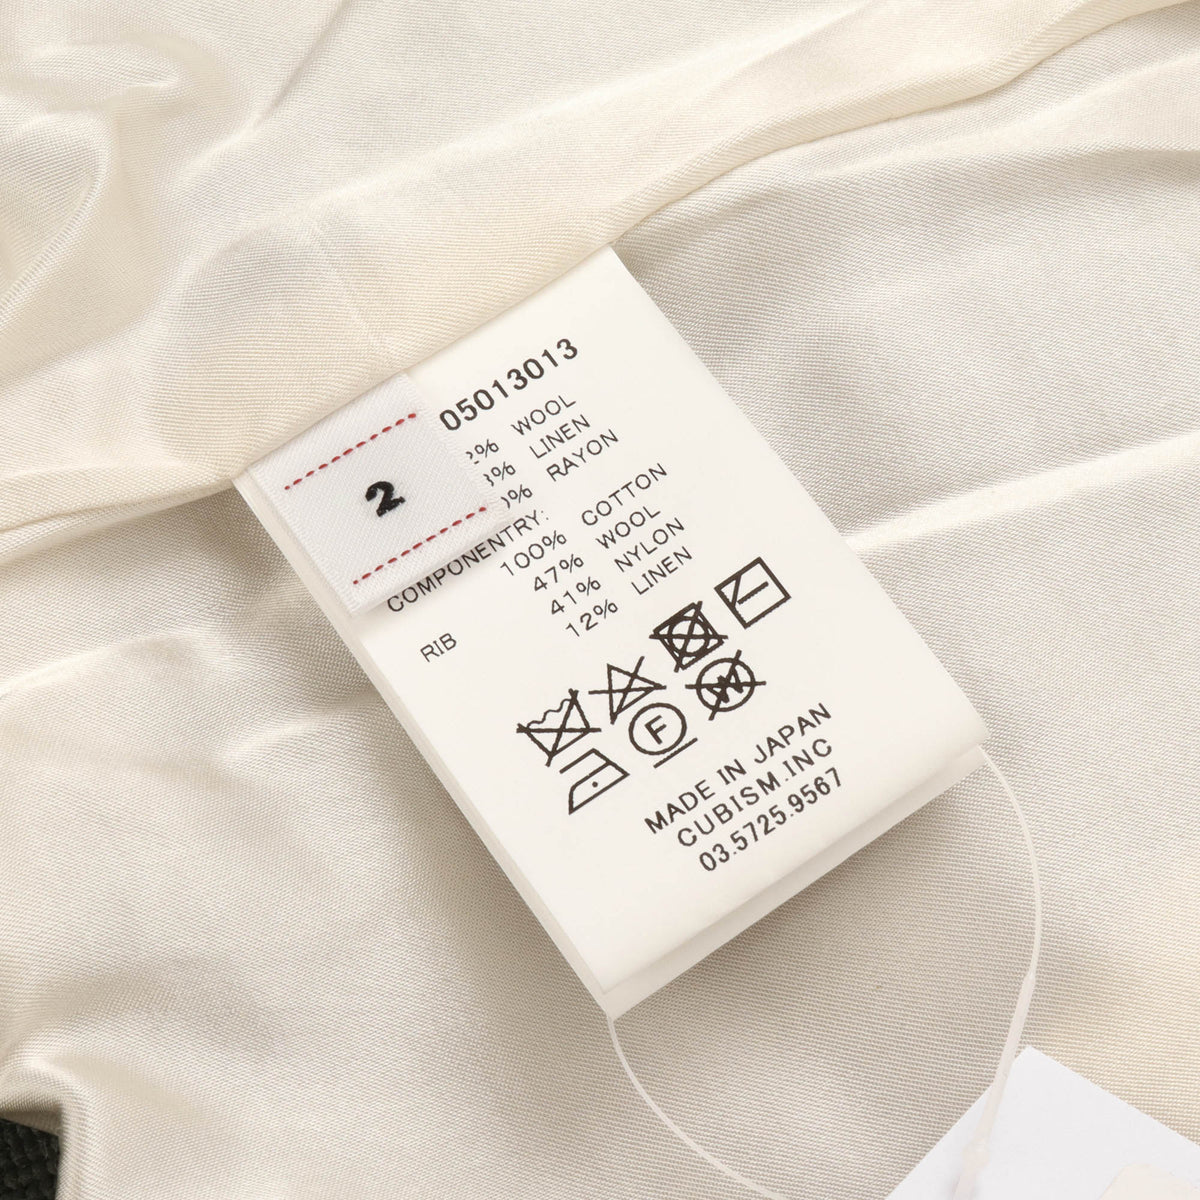 05013013
2
WOOL
LINEN
RAYON
COMPONENTRY:
100% COTTON
RIB 47% WOOL
41% NYLON
12% LINEN
F
W
MADE IN JAPAN
CUBISM.INC
03.5725.9567